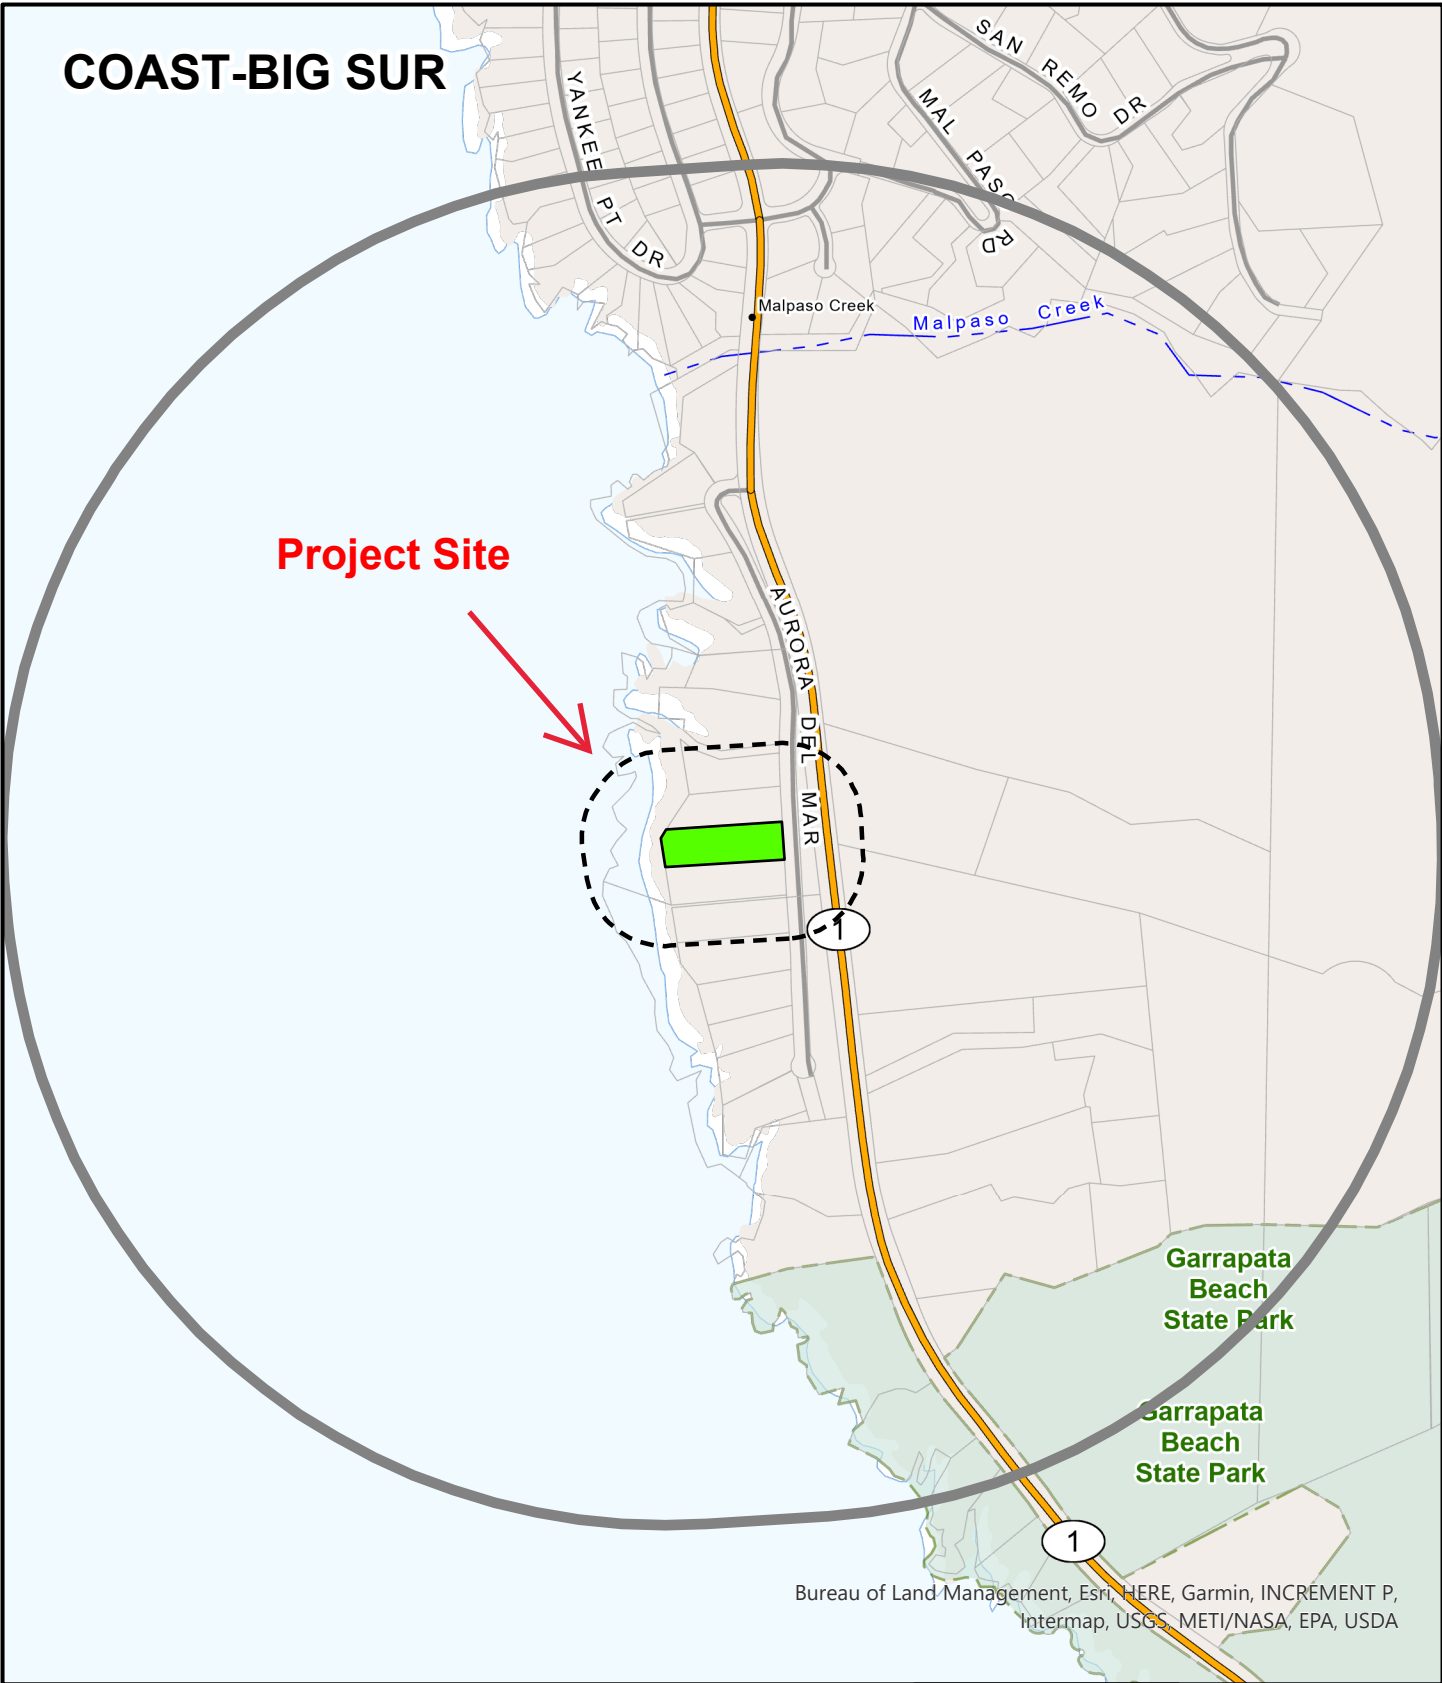 COAST-BIG SUR
SAN REMO DR
YANKEE PT DR
MAL PASO RD
Malpaso Creek
Malpaso Creek
Project Site
AURORA DEL MAR
1
Garrapata
Beach
State Park
Garrapata
Beach
State Park
1
Bureau of Land Management, Esri, HERE, Garmin, INCREMENT P,
Intermap, USGS, METI/NASA, EPA, USDA